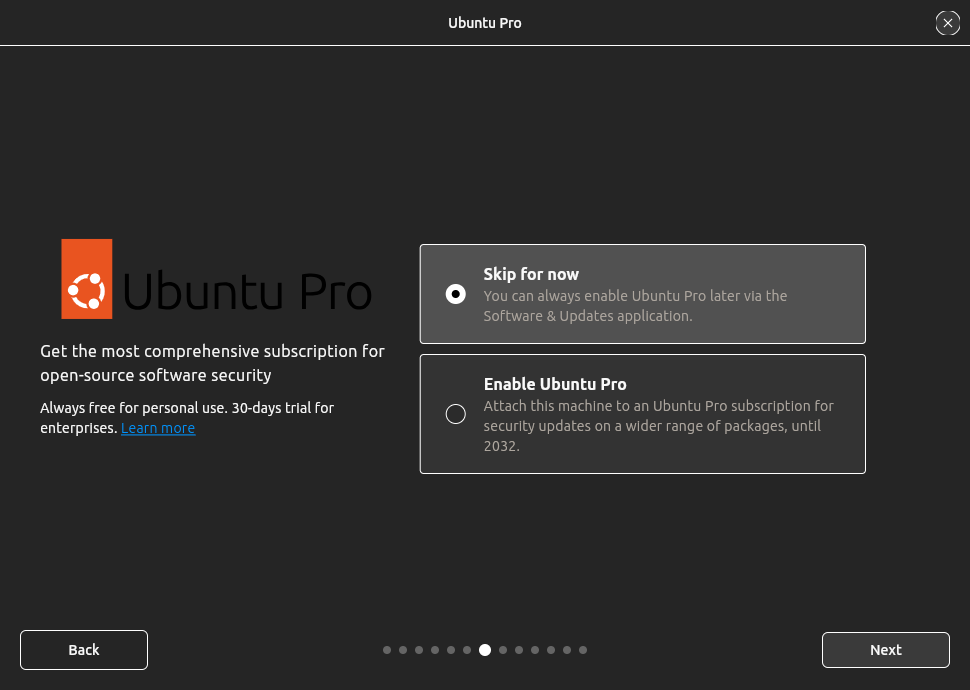 Ubuntu Pro
Ubuntu Pro
Get the most comprehensive subscription for
open-source software security
Always free for personal use. 30-days trial for
enterprises. Learn more
Skip for now
You can always enable Ubuntu Pro later via the
Software & Updates application.
Enable Ubuntu Pro
Attach this machine to an Ubuntu Pro subscription for
security updates on a wider range of packages, until
2032.
Back
Next